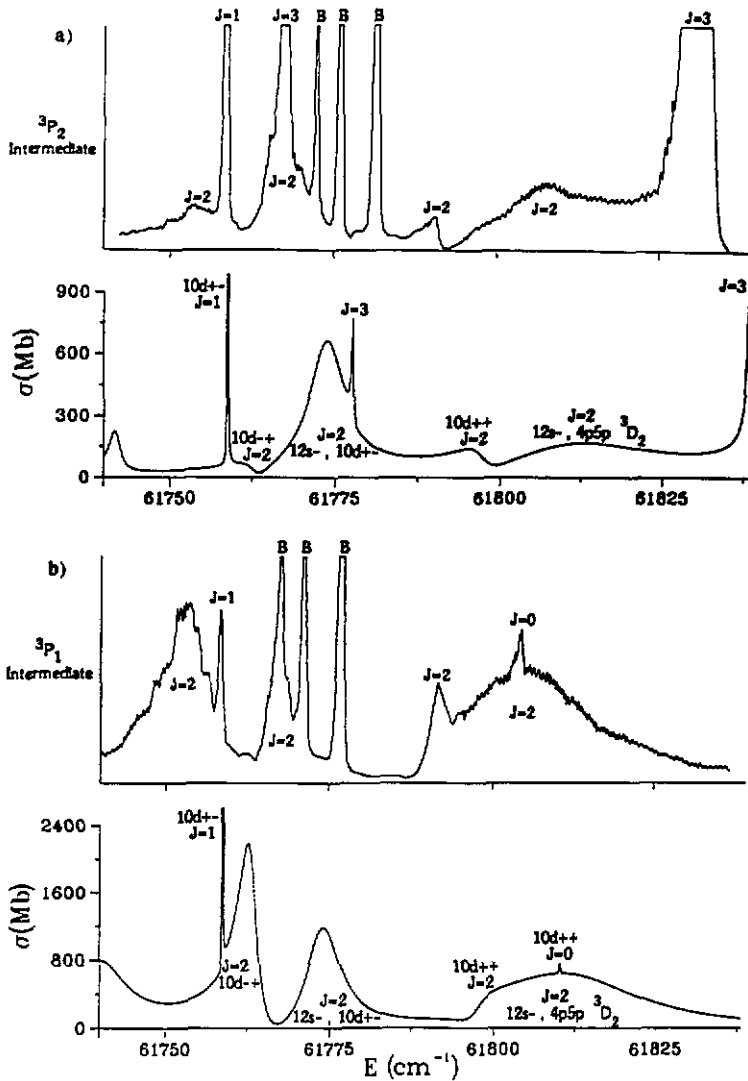 a)
J=1 J=3 B B B J=3
³P₂
Intermediate
J=2 J=2 J=2 J=2
10d+-
J=1
J=3
J=3
σ(Mb)
900
600
300
0
10d-+
J=2
J=2
12s- , 10d+-
10d++
J=2
J=2
12s- , 4p5p ³D₂
61750 61775 61800 61825
b)
B B B
³P₁
Intermediate
J=2 J=1 J=2 J=2 J=0 J=2
10d+-
J=1
σ(Mb)
2400
1600
800
0
J=2
10d-+
J=2
12s- , 10d+-
10d++
J=2
10d++
J=0
J=2
12s- , 4p5p ³D₂
61750 61775 61800 61825
E (cm⁻¹)